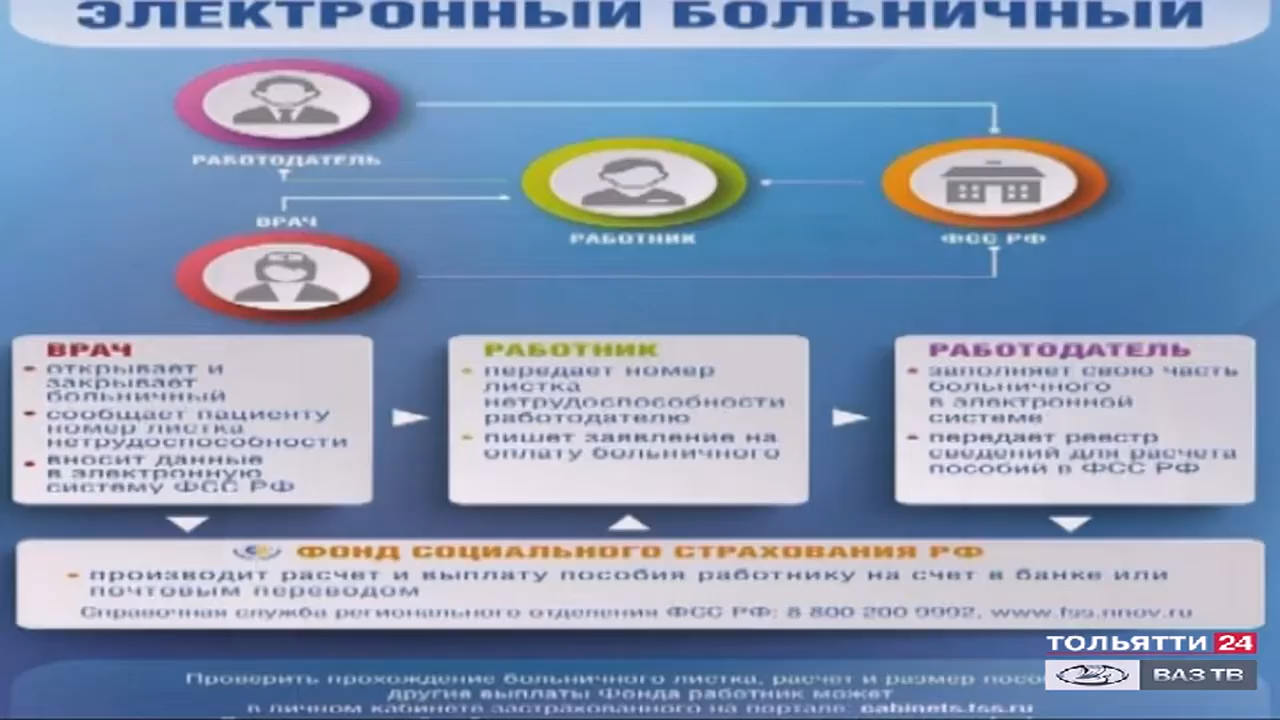 ЭЛЕКТРОННЫЙ БОЛЬНИЧНЫЙ
РАБОТОДАТЕЛЬ
ВРАЧ
РАБОТНИК
ФСС РФ
ВРАЧ
• открывает и
закрывает
больничный
• сообщает пациенту
номер листка
нетрудоспособности
• вносит данные
в электронную
систему ФСС РФ
РАБОТНИК
• передает номер
листка
нетрудоспособности
работодателю
• пишет заявление на
оплату больничного
РАБОТОДАТЕЛЬ
• заполняет свою часть
больничного
в электронной
системе
• передает реестр
сведений для расчета
пособий в ФСС РФ
ФОНД СОЦИАЛЬНОГО СТРАХОВАНИЯ РФ
• производит расчет и выплату пособия работнику на счет в банке или
почтовым переводом
Справочная служба регионального отделения ФСС РФ: 8 800 200 9992, www.fss.nnov.ru
ТОЛЬЯТТИ 24
ВАЗ ТВ
Проверить прохождение больничного листка, расчет и размер
другие выплаты Фонда работник может
в личном кабинете застрахованного на портале: cabinets.fss.ru